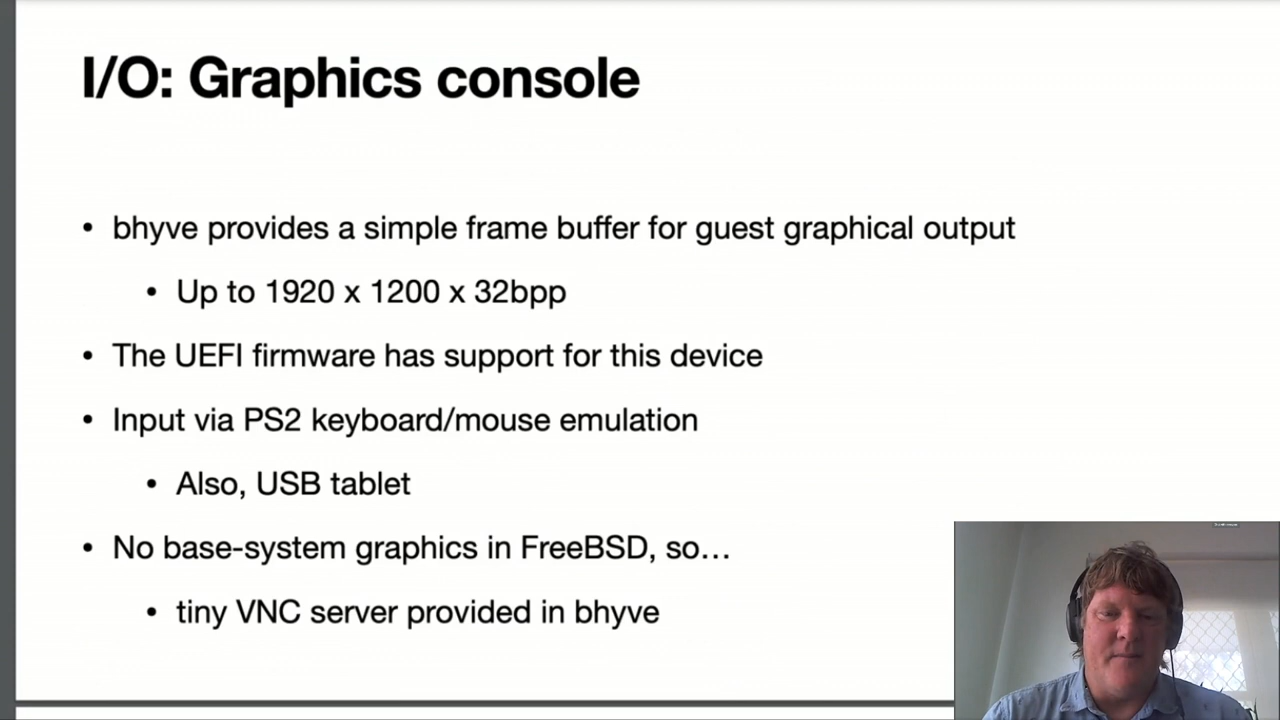 I/O: Graphics console
• bhyve provides a simple frame buffer for guest graphical output
• Up to 1920 x 1200 x 32bpp
• The UEFI firmware has support for this device
• Input via PS2 keyboard/mouse emulation
• Also, USB tablet
• No base-system graphics in FreeBSD, so…
• tiny VNC server provided in bhyve